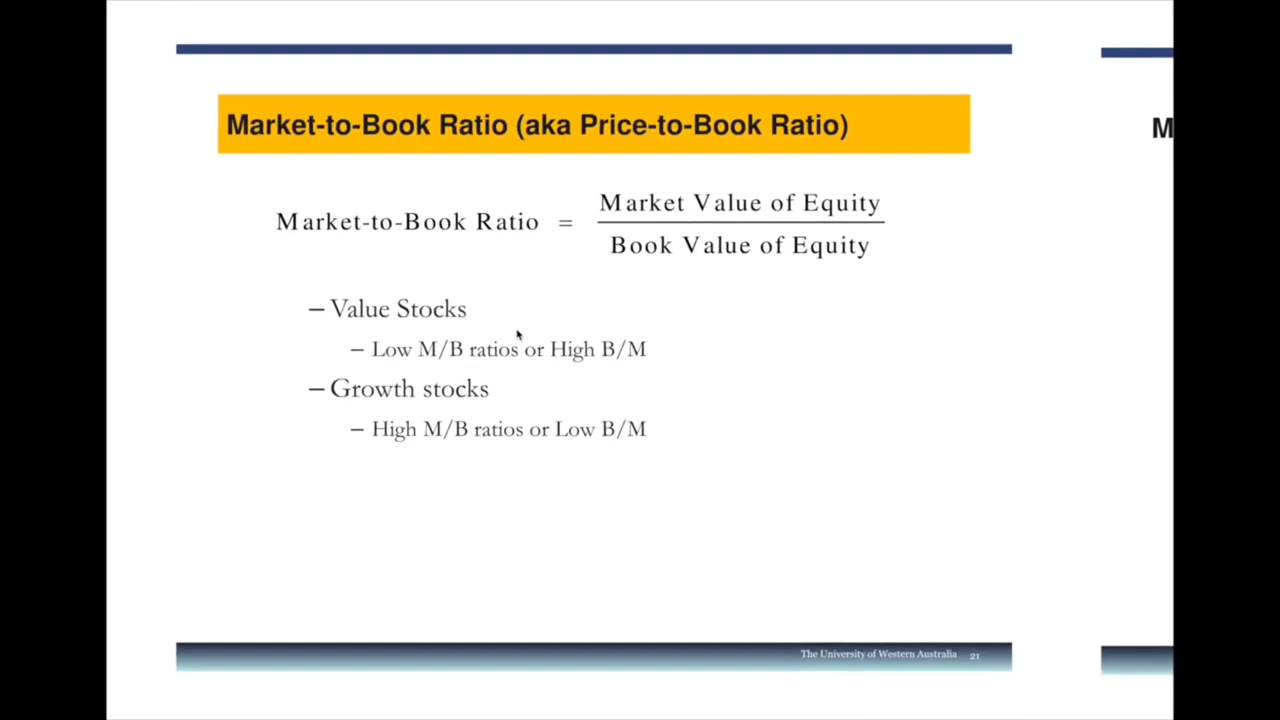 Market-to-Book Ratio (aka Price-to-Book Ratio)
M
Market-to-Book Ratio = Market Value of Equity
Book Value of Equity
– Value Stocks
– Low M/B ratios or High B/M
– Growth stocks
– High M/B ratios or Low B/M
The University of Western Australia 21